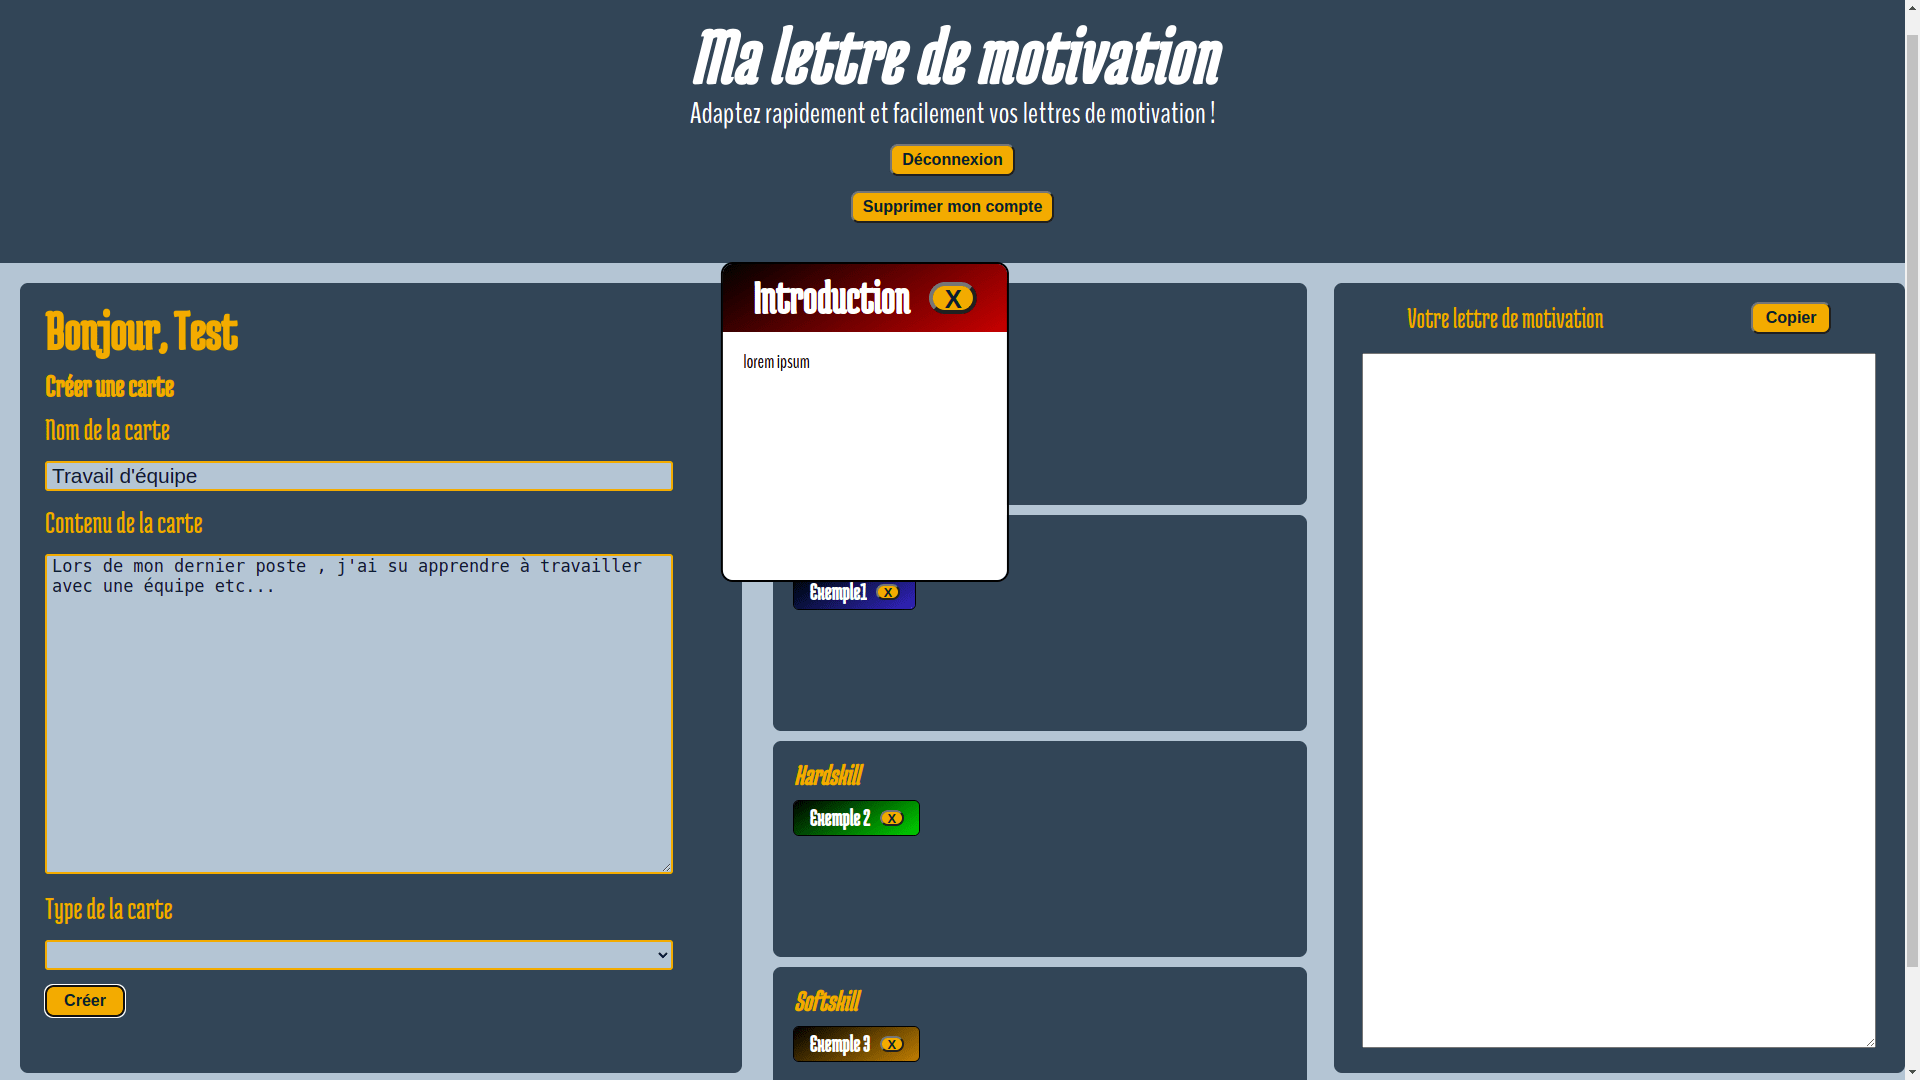 Ma lettre de motivation
Adaptez rapidement et facilement vos lettres de motivation !
Déconnexion
Supprimer mon compte
Bonjour, Test
Créer une carte
Nom de la carte
Travail d'équipe
Contenu de la carte
Lors de mon dernier poste , j'ai su apprendre à travailler
avec une équipe etc...
Type de la carte
Créer
Introduction X
lorem ipsum
Exemple1 X
Hardskill
Exemple 2 X
Softskill
Exemple 3 X
Votre lettre de motivation
Copier